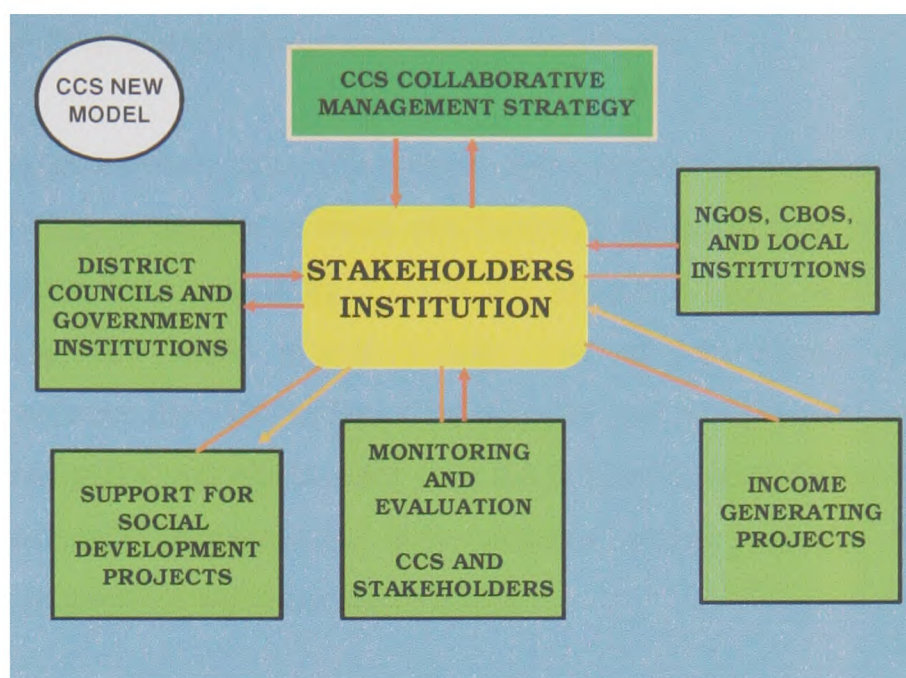 CCS NEW
MODEL
CCS COLLABORATIVE
MANAGEMENT STRATEGY
DISTRICT
COUNCILS AND
GOVERNMENT
INSTITUTIONS
STAKEHOLDERS
INSTITUTION
NGOS, CBOS,
AND LOCAL
INSTITUTIONS
SUPPORT FOR
SOCIAL
DEVELOPMENT
PROJECTS
MONITORING
AND
EVALUATION
CCS AND
STAKEHOLDERS
INCOME
GENERATING
PROJECTS